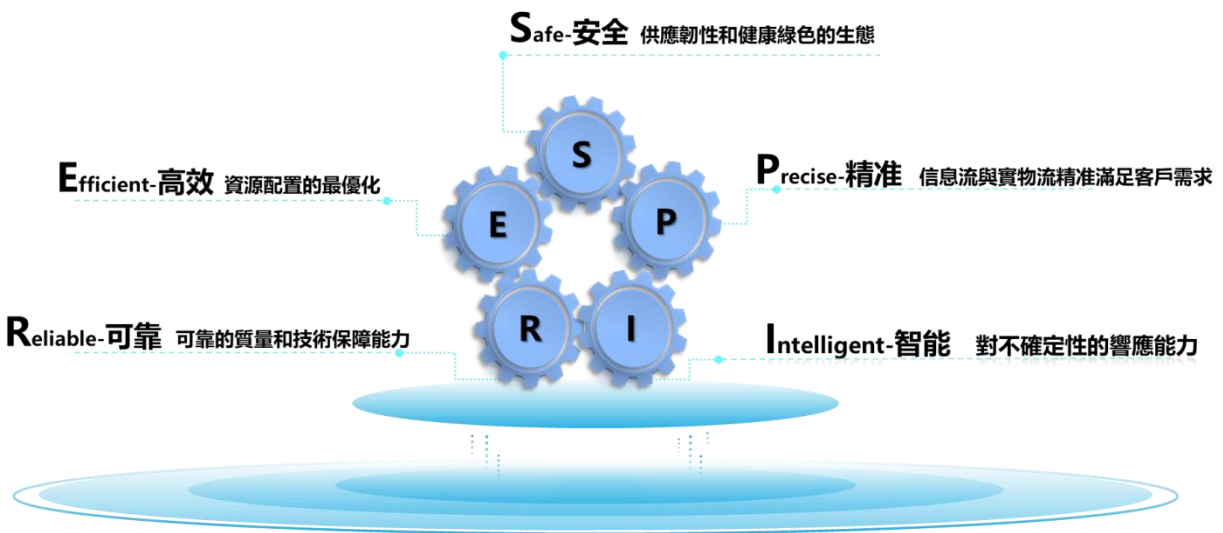 Safe-安全 供應韌性和健康綠色的生態
Efficient-高效 資源配置的最優化
Precise-精准 信息流與實物流精准滿足客戶需求
Reliable-可靠 可靠的質量和技術保障能力
Intelligent-智能 對不確定性的響應能力
S
E
P
R
I